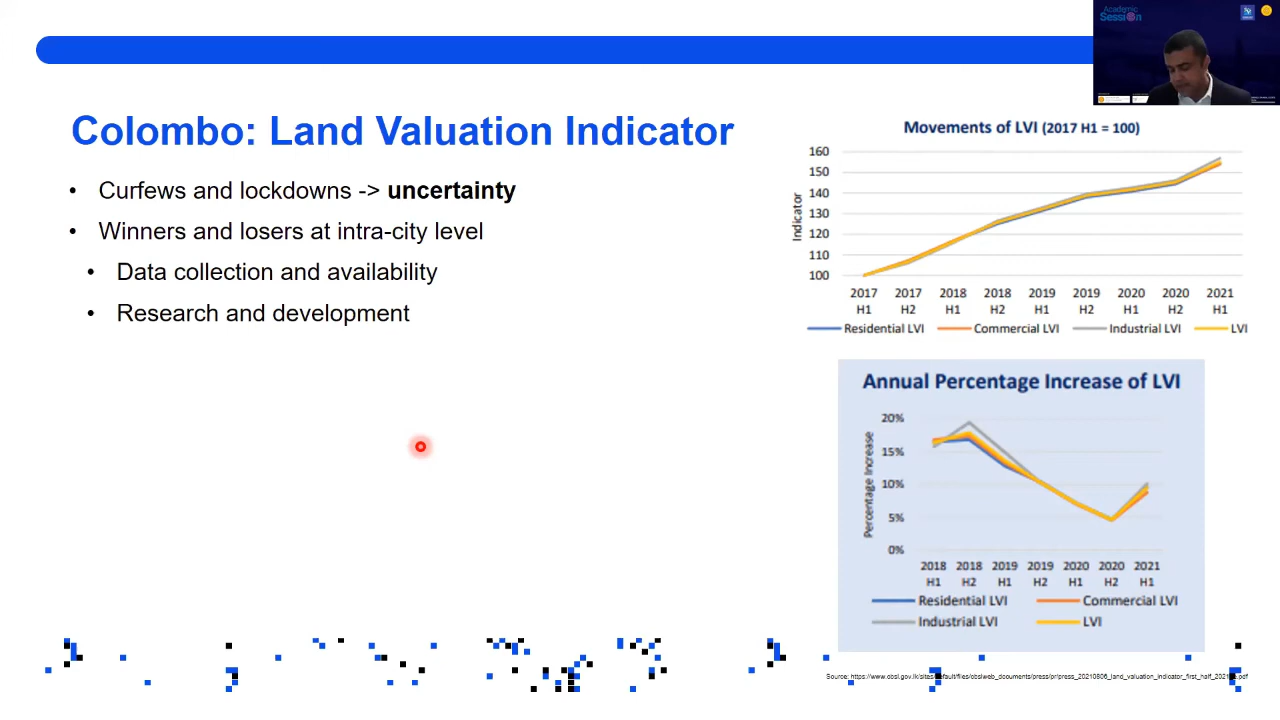 Academic
Session
Colombo: Land Valuation Indicator
• Curfews and lockdowns -> uncertainty
• Winners and losers at intra-city level
• Data collection and availability
• Research and development
Movements of LVI (2017 H1 = 100)
Indicator
160
150
140
130
120
110
100
2017 2017 2018 2018 2019 2019 2020 2020 2021
H1 H2 H1 H2 H1 H2 H1 H2 H1
Residential LVI Commercial LVI Industrial LVI LVI
Annual Percentage Increase of LVI
Percentage Increase
20%
15%
10%
5%
0%
2018 2018 2019 2019 2020 2020 2021
H1 H2 H1 H2 H1 H2 H1
Residential LVI Commercial LVI
Industrial LVI LVI